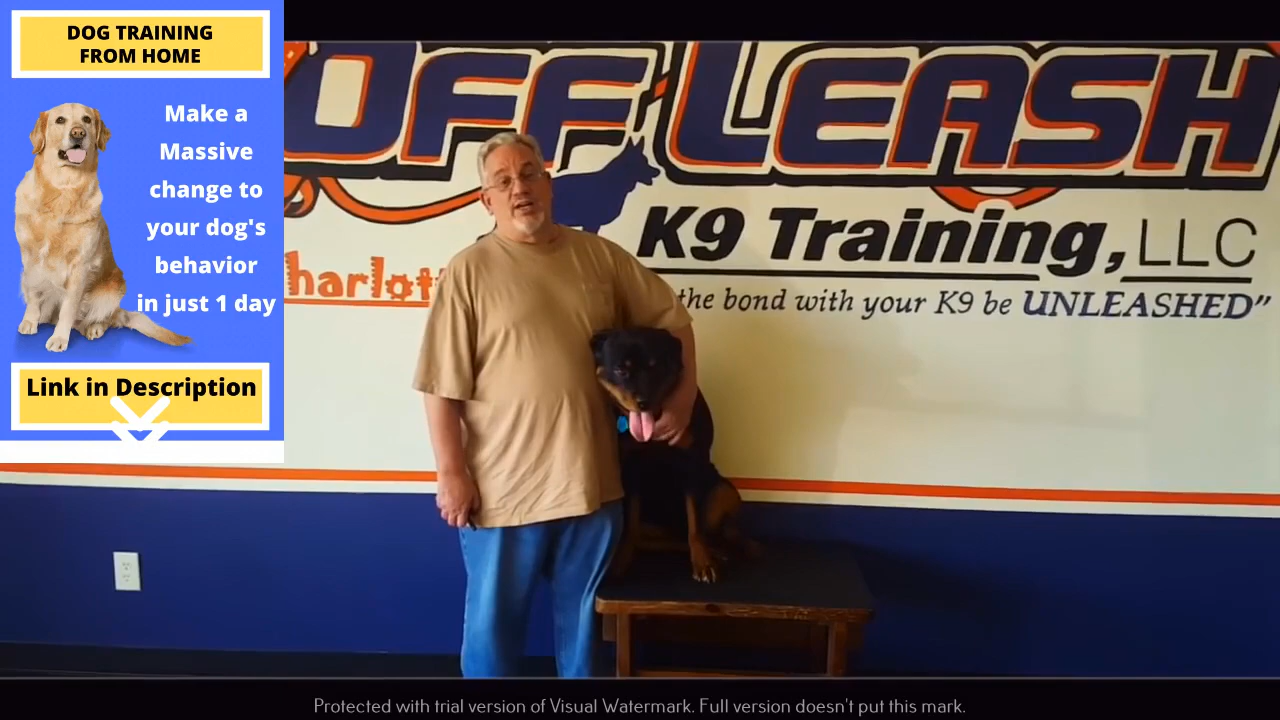 DOG TRAINING
FROM HOME
Make a
Massive
change to
your dog's
behavior
in just 1 day
Link in Description
OFF-LEASH
K9 Training, LLC
harlot
the bond with your K9 be UNLEASHED”
Protected with trial version of Visual Watermark. Full version doesn't put this mark.